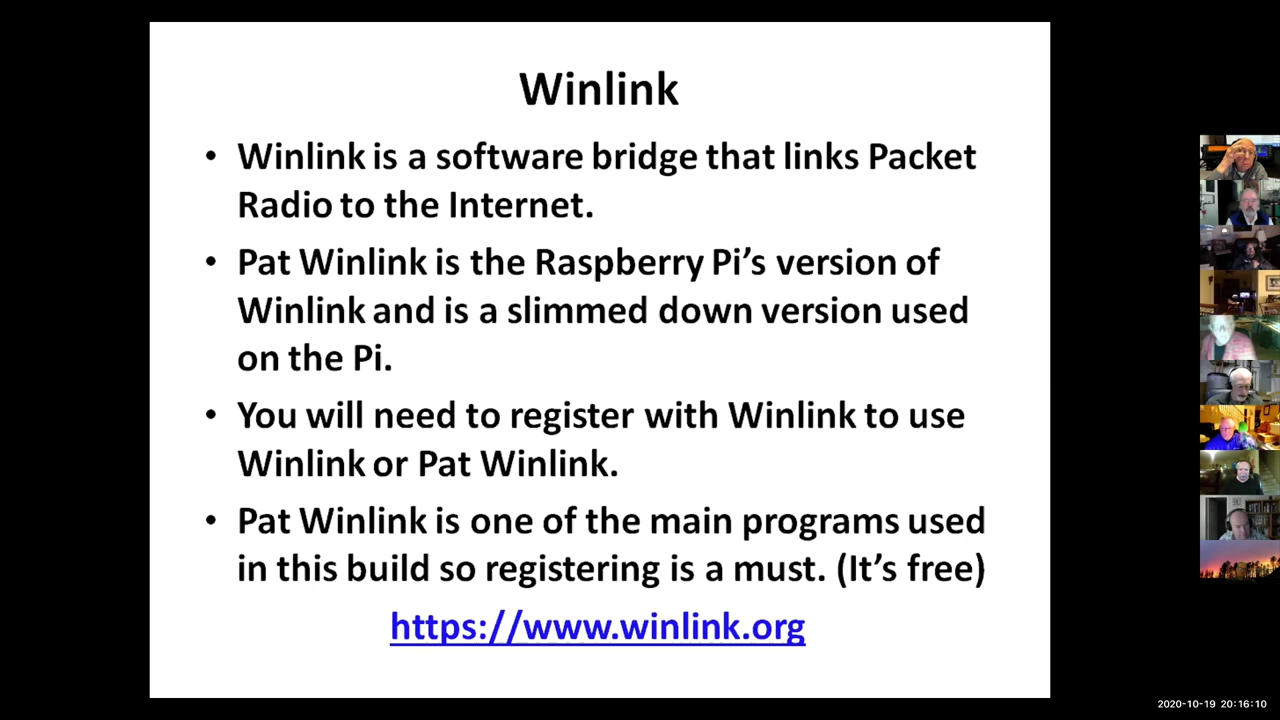 Winlink
• Winlink is a software bridge that links Packet
Radio to the Internet.
• Pat Winlink is the Raspberry Pi’s version of
Winlink and is a slimmed down version used
on the Pi.
• You will need to register with Winlink to use
Winlink or Pat Winlink.
• Pat Winlink is one of the main programs used
in this build so registering is a must. (It’s free)
https://www.winlink.org
2020-10-19 20:16:10